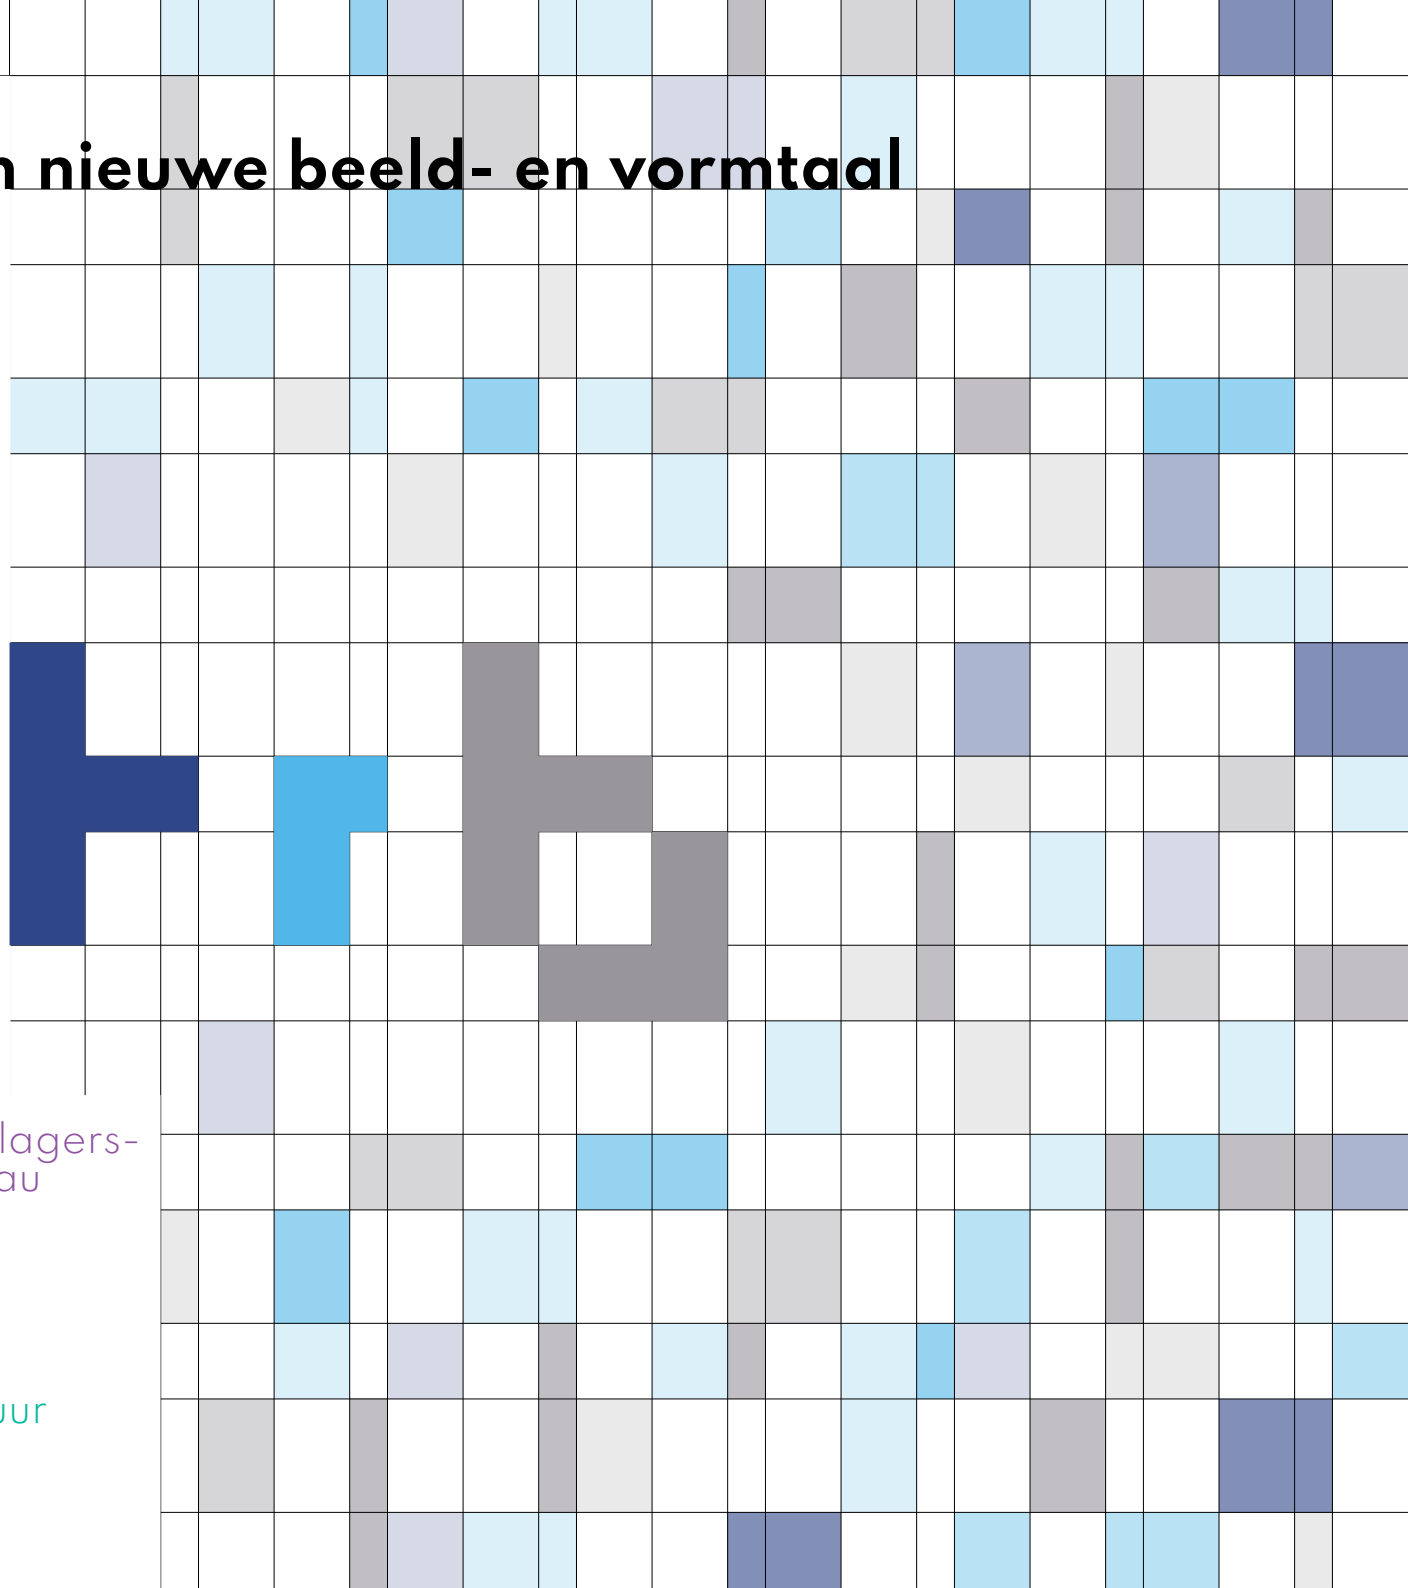 n nieuwe beeld- en vormtaal
lagers-
au
uur